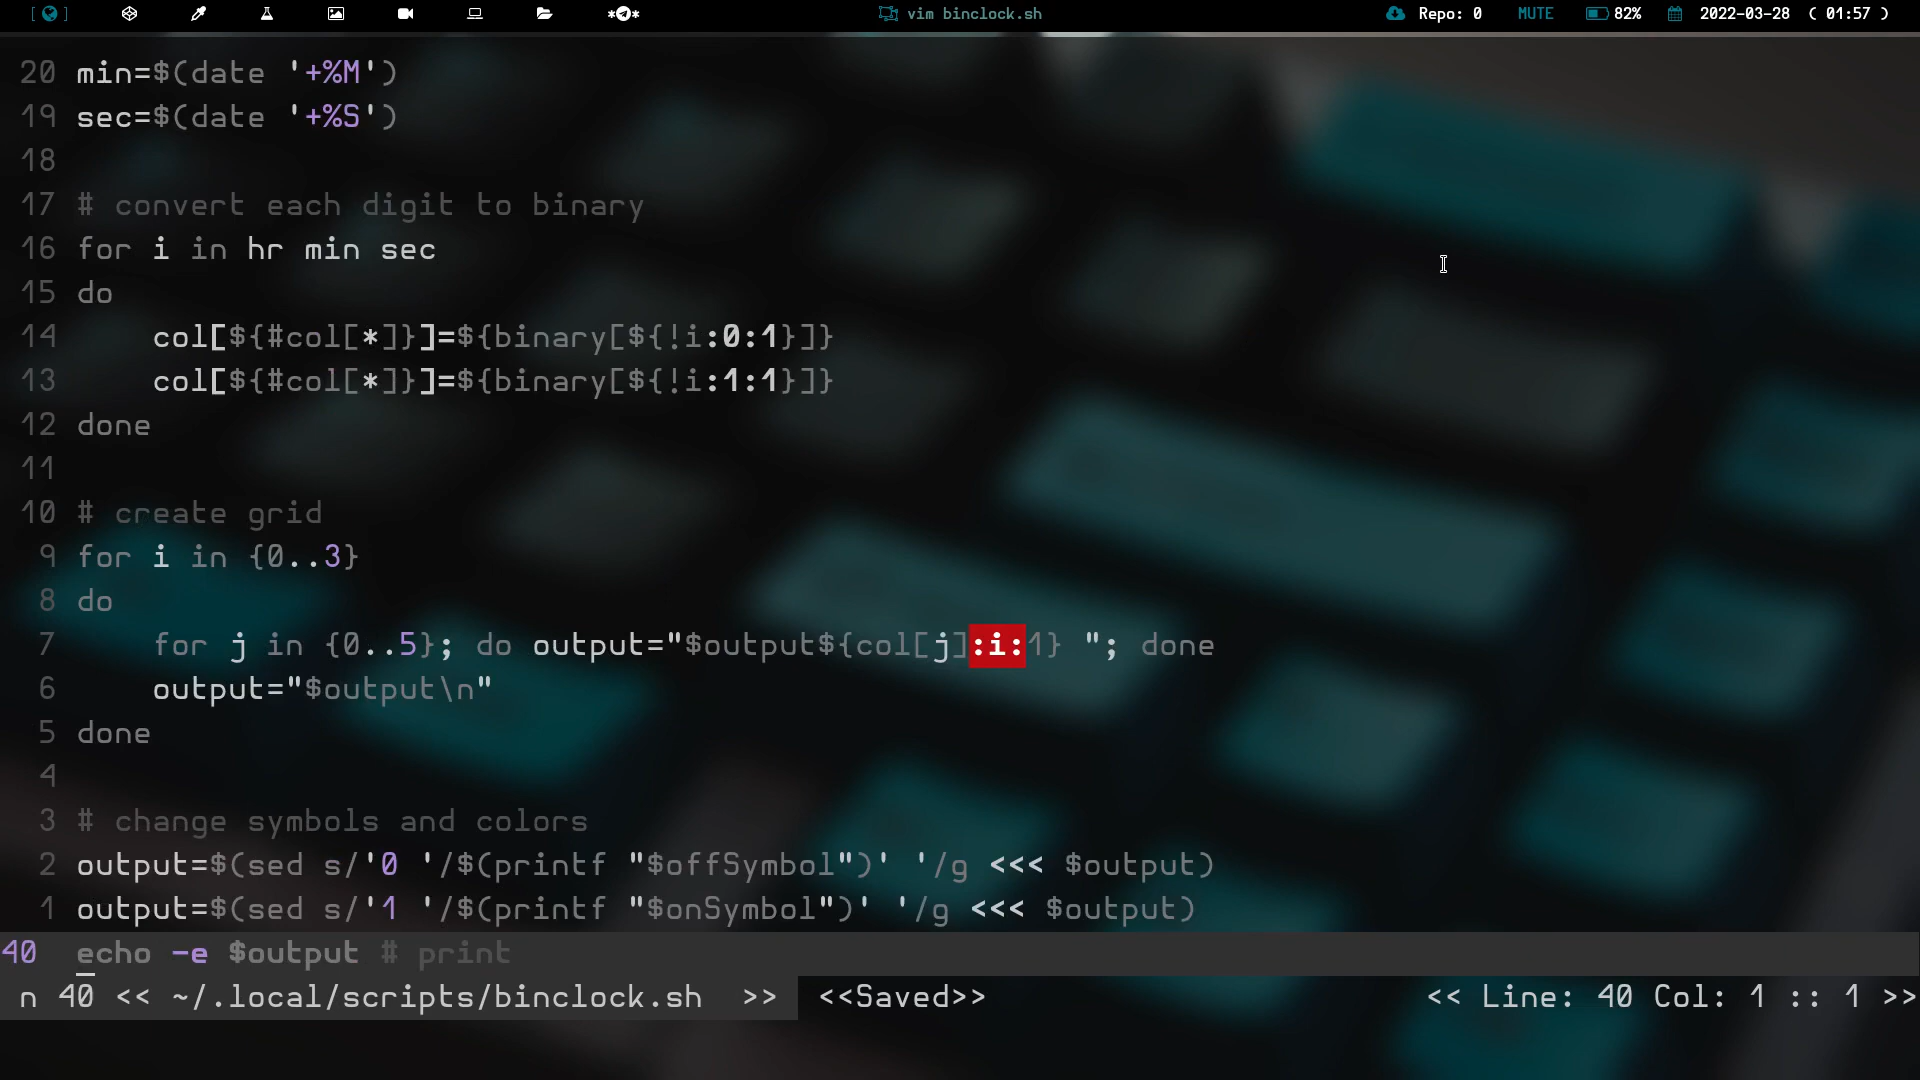 [ ] vim binclock.sh Repo: 0 MUTE 82% 2022-03-28 ( 01:57 )
20 min=$(date '+%M')
19 sec=$(date '+%S')
18
17 # convert each digit to binary
16 for i in hr min sec
15 do
14     col[${#col[*]}]=${binary[${!i:0:1}]}
13     col[${#col[*]}]=${binary[${!i:1:1}]}
12 done
11
10 # create grid
9 for i in {0..3}
8 do
7     for j in {0..5}; do output="$output${col[j]:i:1} "; done
6     output="$output\n"
5 done
4
3 # change symbols and colors
2 output=$(sed s/'0 '/$(printf "$offSymbol")' '/g <<< $output)
1 output=$(sed s/'1 '/$(printf "$onSymbol")' '/g <<< $output)
40 echo -e $output # print
n 40 << ~/.local/scripts/binclock.sh >> <<Saved>> << Line: 40 Col: 1 :: 1 >>